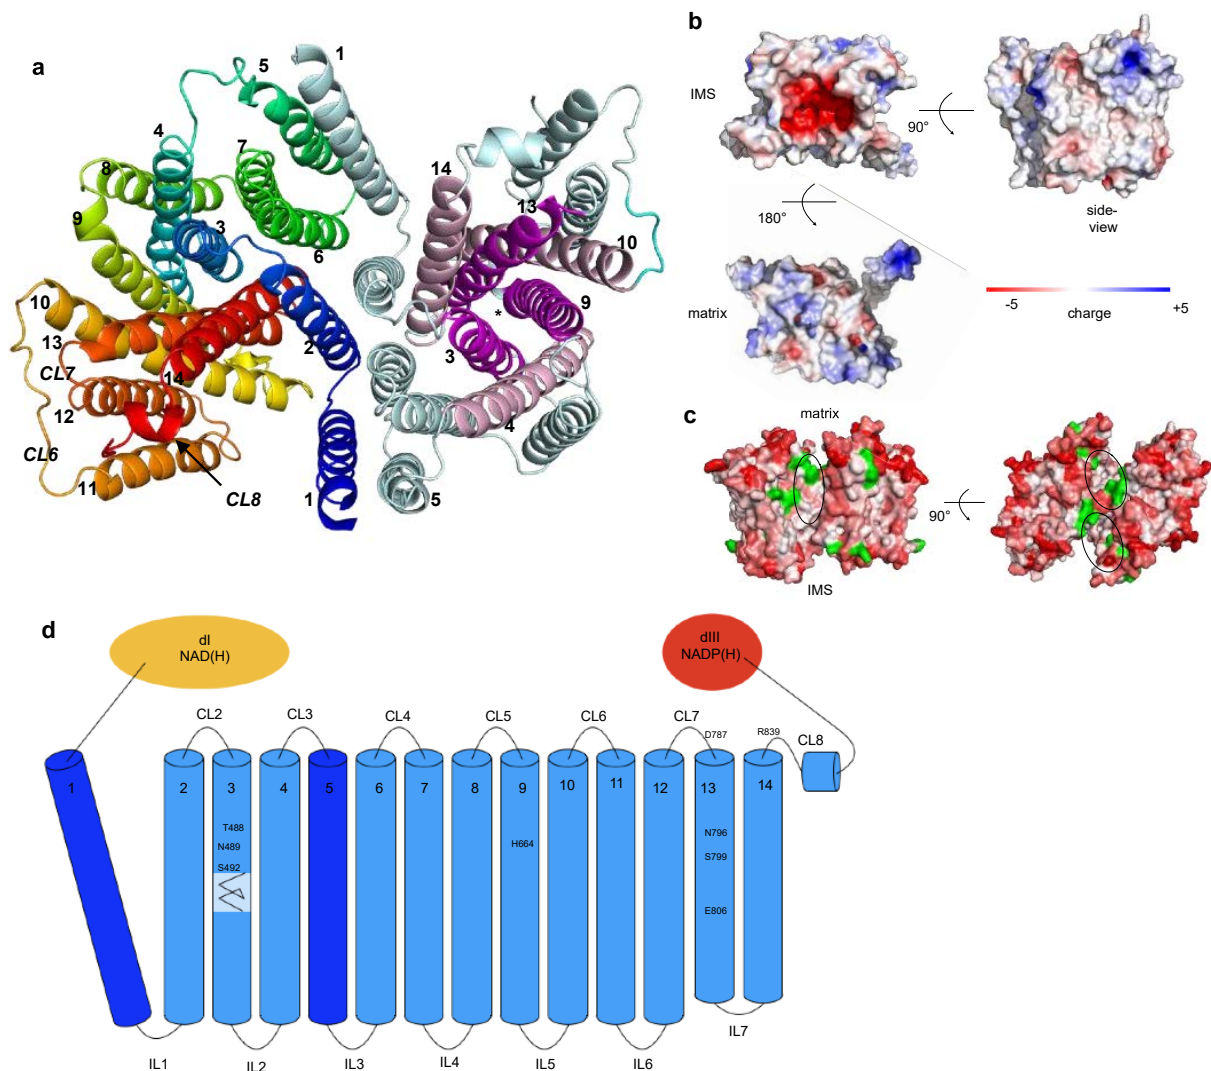 a
1
5
4
7
8
9
3
6
10
13
CL7
14
2
12
CL6
11
CL8
1
14
13
10
9
*
3
4
5
b
IMS
90°
side-
view
180°
matrix
-5
+5
charge
c
matrix
90°
IMS
d
dI
NAD(H)
dIII
NADP(H)
CL2
CL3
CL4
CL5
CL6
CL7
D787
R839
CL8
1
2
3
4
5
6
7
8
9
10
11
12
13
14
T488
N489
S492
H664
N796
S799
E806
IL1
IL2
IL3
IL4
IL5
IL6
IL7